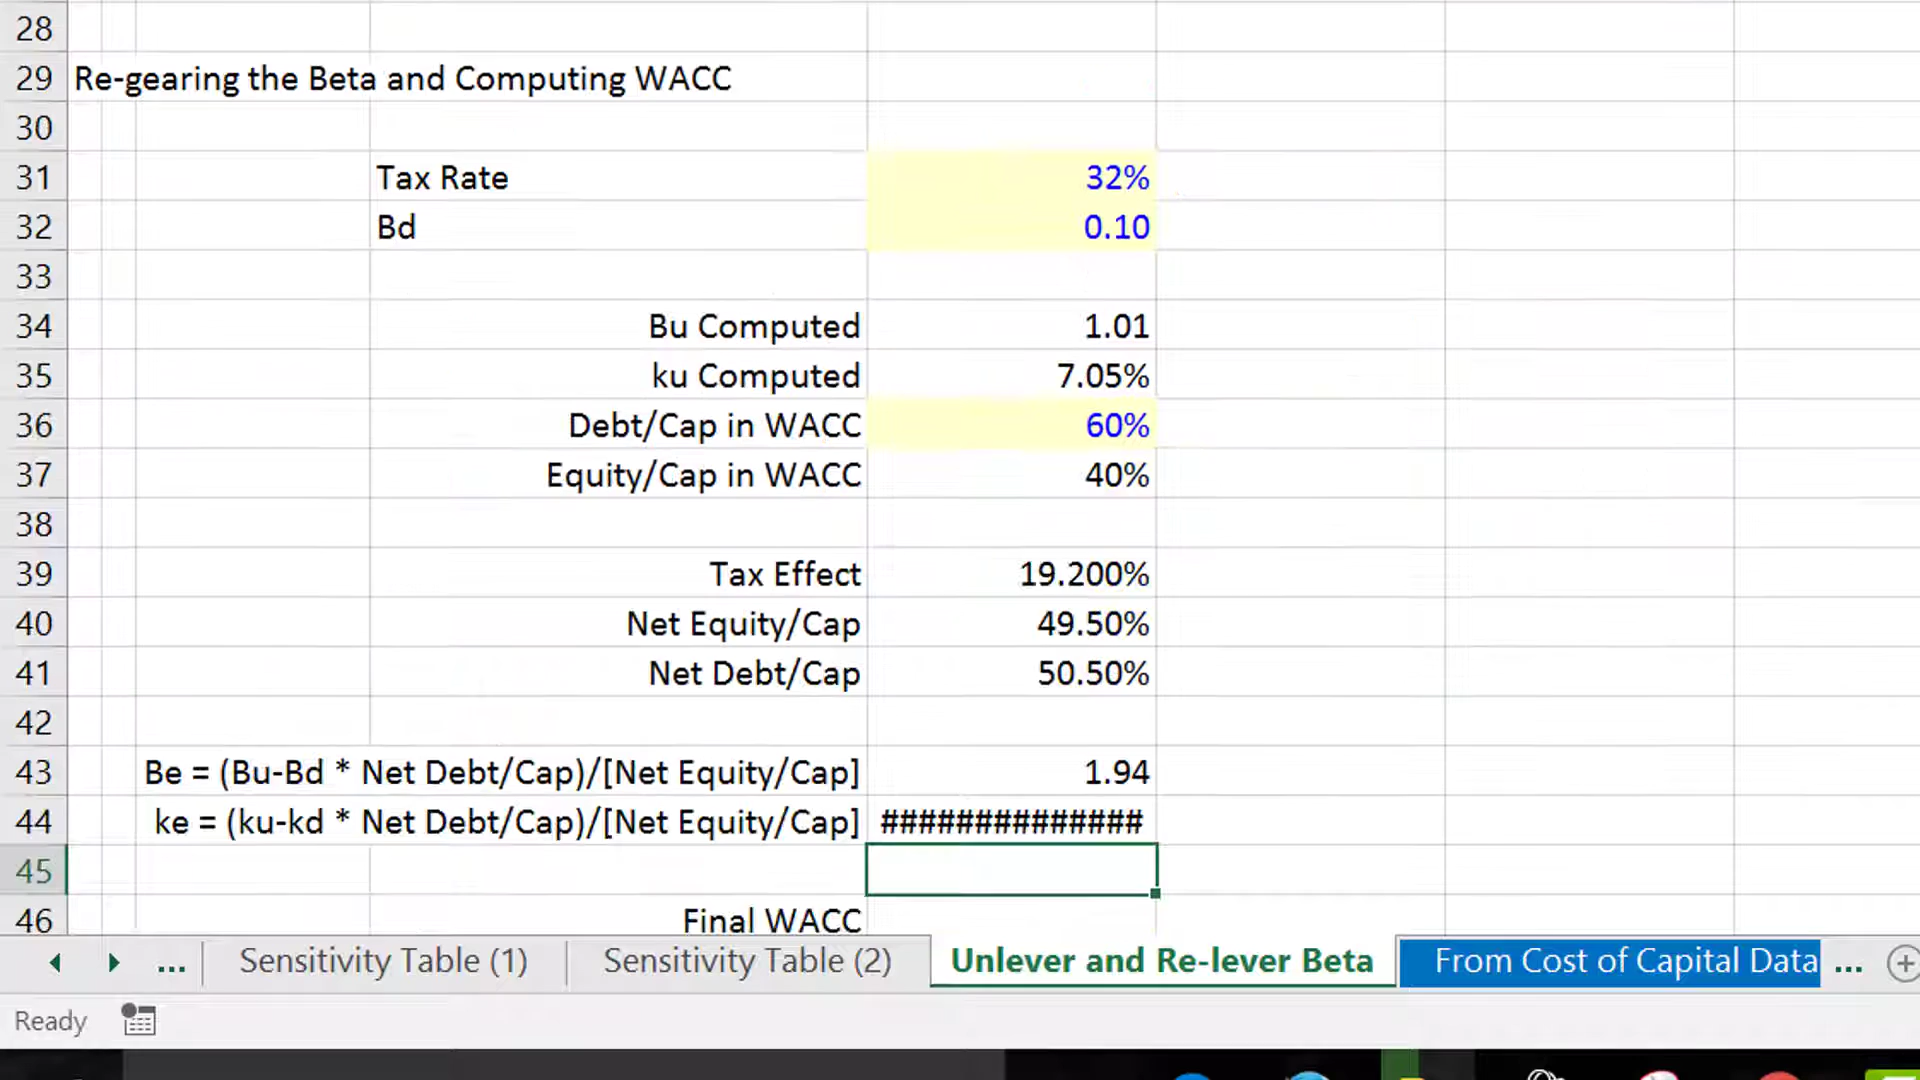 28
29 Re-gearing the Beta and Computing WACC
30
31 Tax Rate 32%
32 Bd 0.10
33
34 Bu Computed 1.01
35 ku Computed 7.05%
36 Debt/Cap in WACC 60%
37 Equity/Cap in WACC 40%
38
39 Tax Effect 19.200%
40 Net Equity/Cap 49.50%
41 Net Debt/Cap 50.50%
42
43 Be = (Bu-Bd * Net Debt/Cap)/[Net Equity/Cap] 1.94
44 ke = (ku-kd * Net Debt/Cap)/[Net Equity/Cap] ##############
45
46 Final WACC
... Sensitivity Table (1) Sensitivity Table (2) Unlever and Re-lever Beta From Cost of Capital Data ...
Ready